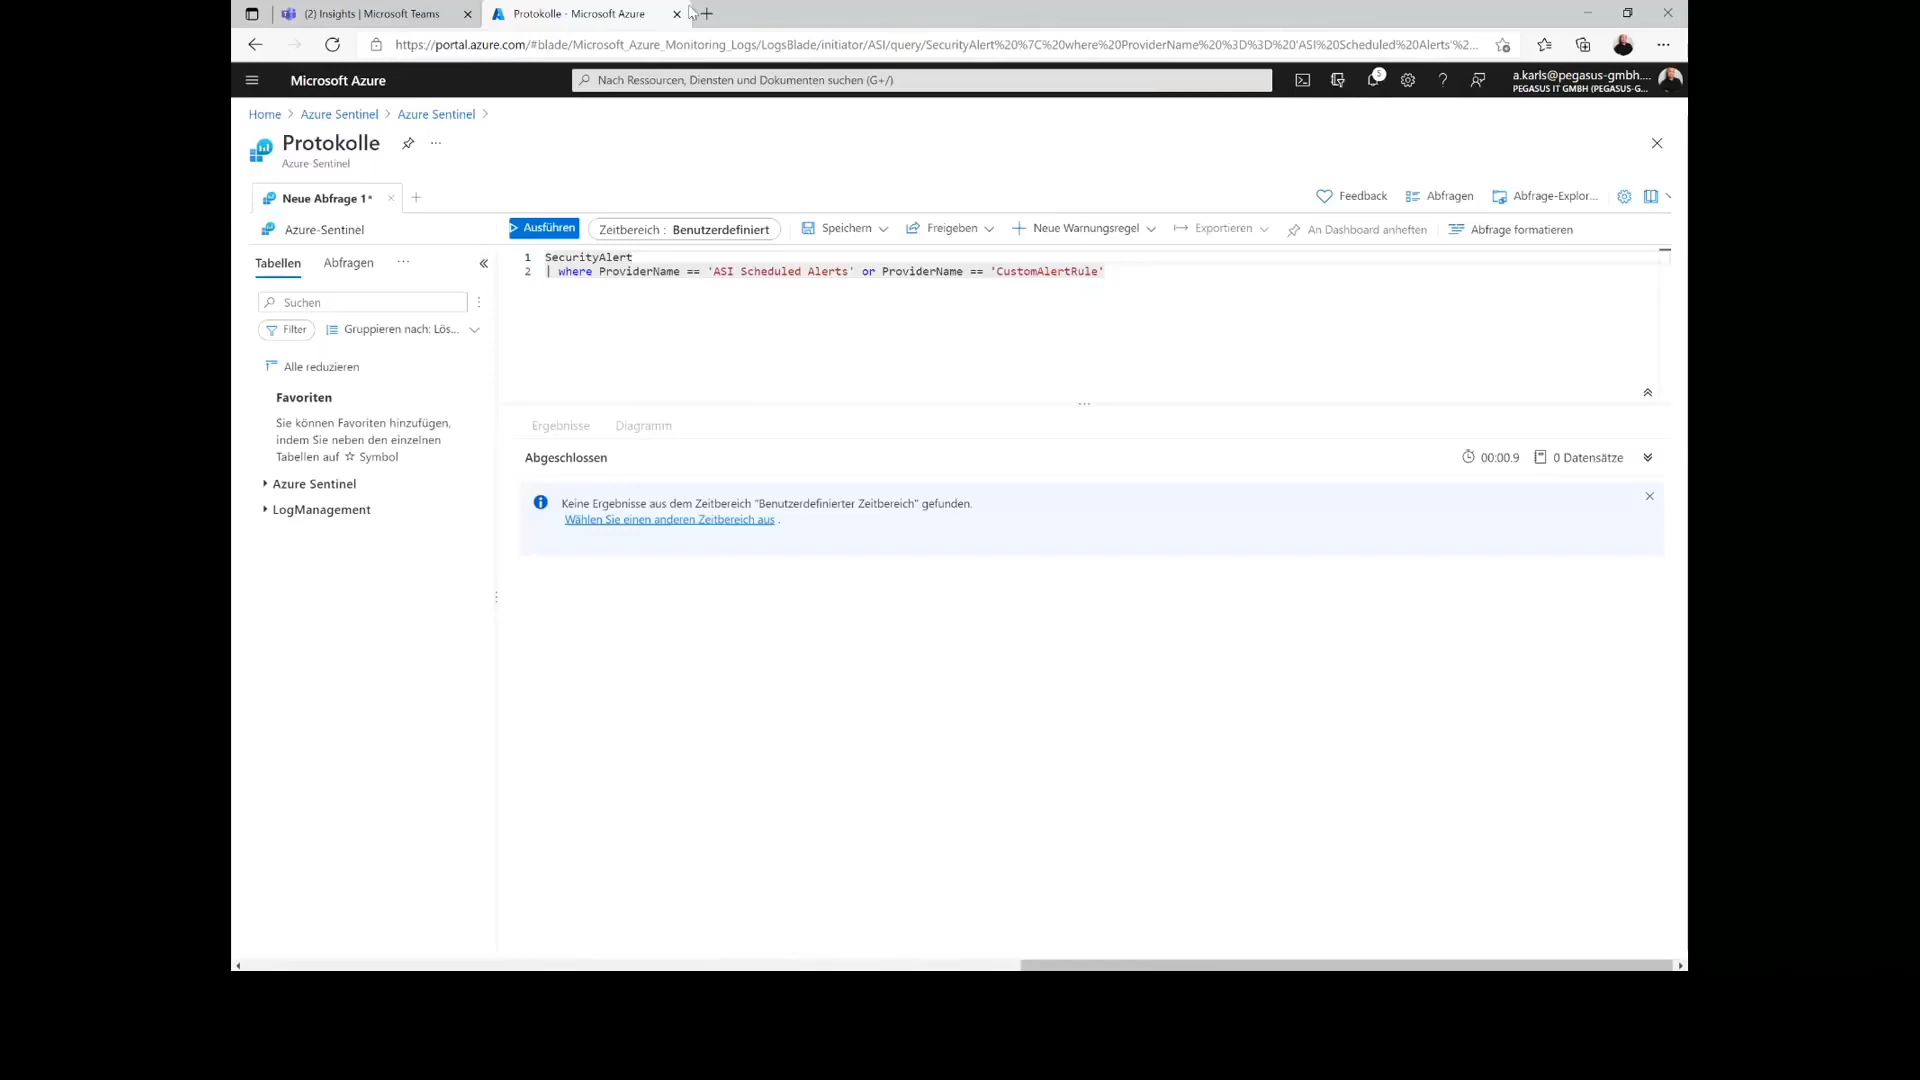 (2) Insights | Microsoft Teams
Protokolle - Microsoft Azure
https://portal.azure.com/#blade/Microsoft_Azure_Monitoring_Logs/LogsBlade/initiator/ASI/query/SecurityAlert%20%7C%20where%20ProviderName%20%3D%3D%20'ASI%20Scheduled%20Alerts'%2...
Microsoft Azure
Nach Ressourcen, Diensten und Dokumenten suchen (G+/)
5
a.karls@pegasus-gmbh....
PEGASUS IT GMBH (PEGASUS-G...
Home > Azure Sentinel > Azure Sentinel >
Protokolle
Azure-Sentinel
Neue Abfrage 1*
Feedback
Abfragen
Abfrage-Explor...
Azure-Sentinel
Ausführen
Zeitbereich : Benutzerdefiniert
Speichern
Freigeben
Neue Warnungsregel
Exportieren
An Dashboard anheften
Abfrage formatieren
Tabellen
Abfragen
Suchen
Filter
Gruppieren nach: Lös...
Alle reduzieren
Favoriten
Sie können Favoriten hinzufügen,
indem Sie neben den einzelnen
Tabellen auf ☆ Symbol
Azure Sentinel
LogManagement
1 SecurityAlert
2 | where ProviderName == 'ASI Scheduled Alerts' or ProviderName == 'CustomAlertRule'
Ergebnisse
Diagramm
Abgeschlossen
00:00.9
0 Datensätze
Keine Ergebnisse aus dem Zeitbereich "Benutzerdefinierter Zeitbereich" gefunden.
Wählen Sie einen anderen Zeitbereich aus .